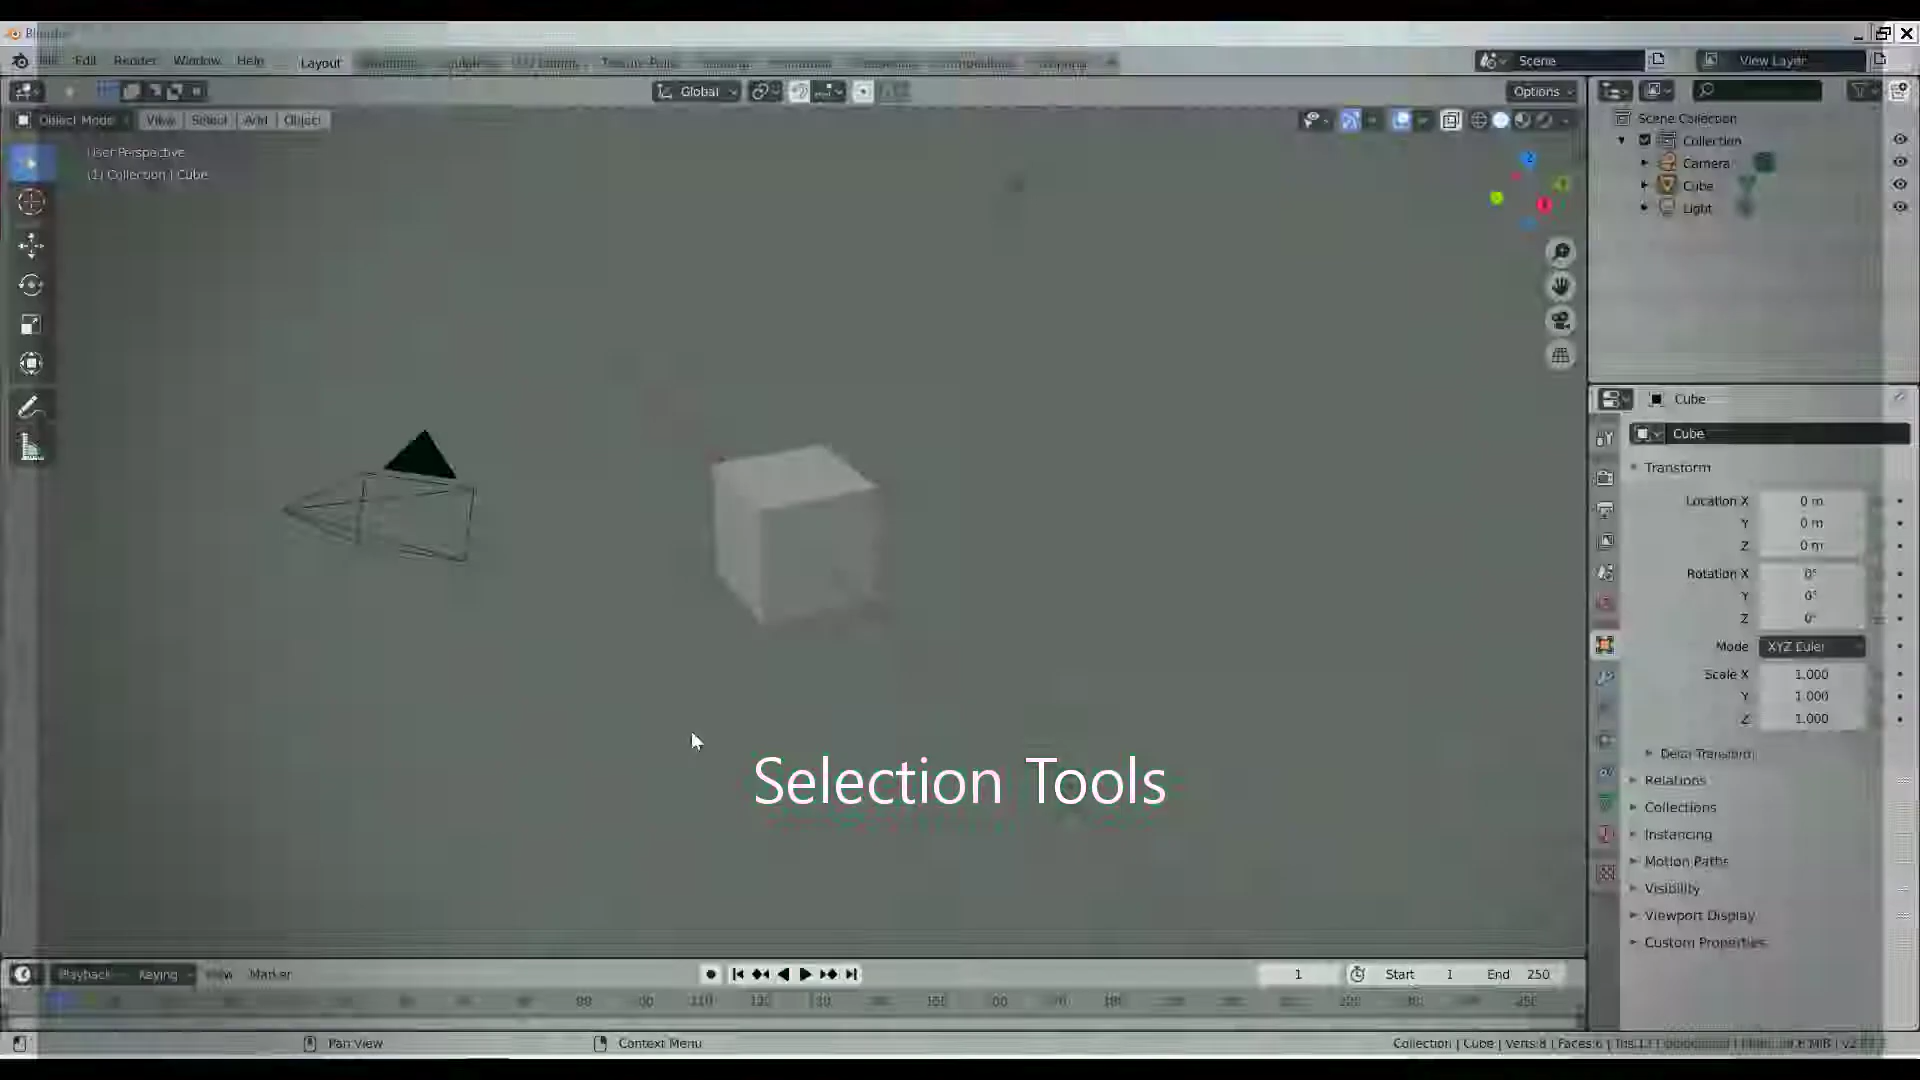 Edit Render Window Help Layout
Scene
View Layer
Global
Options
Object Mode View Select Add Object
User Perspective
(1) Collection | Cube
Scene Collection
Collection
Camera
Cube
Light
Cube
Cube
Transform
Location X 0 m
Y 0 m
Z 0 m
Rotation X 0°
Y 0°
Z 0°
Mode XYZ Euler
Scale X 1.000
Y 1.000
Z 1.000
Delta Transform
Relations
Collections
Instancing
Motion Paths
Visibility
Viewport Display
Custom Properties
Selection Tools
Playback Keying View Marker
1 Start 1 End 250
110 120 130
Pan View
Context Menu
Collection | Cube | Verts:8 | Faces:6